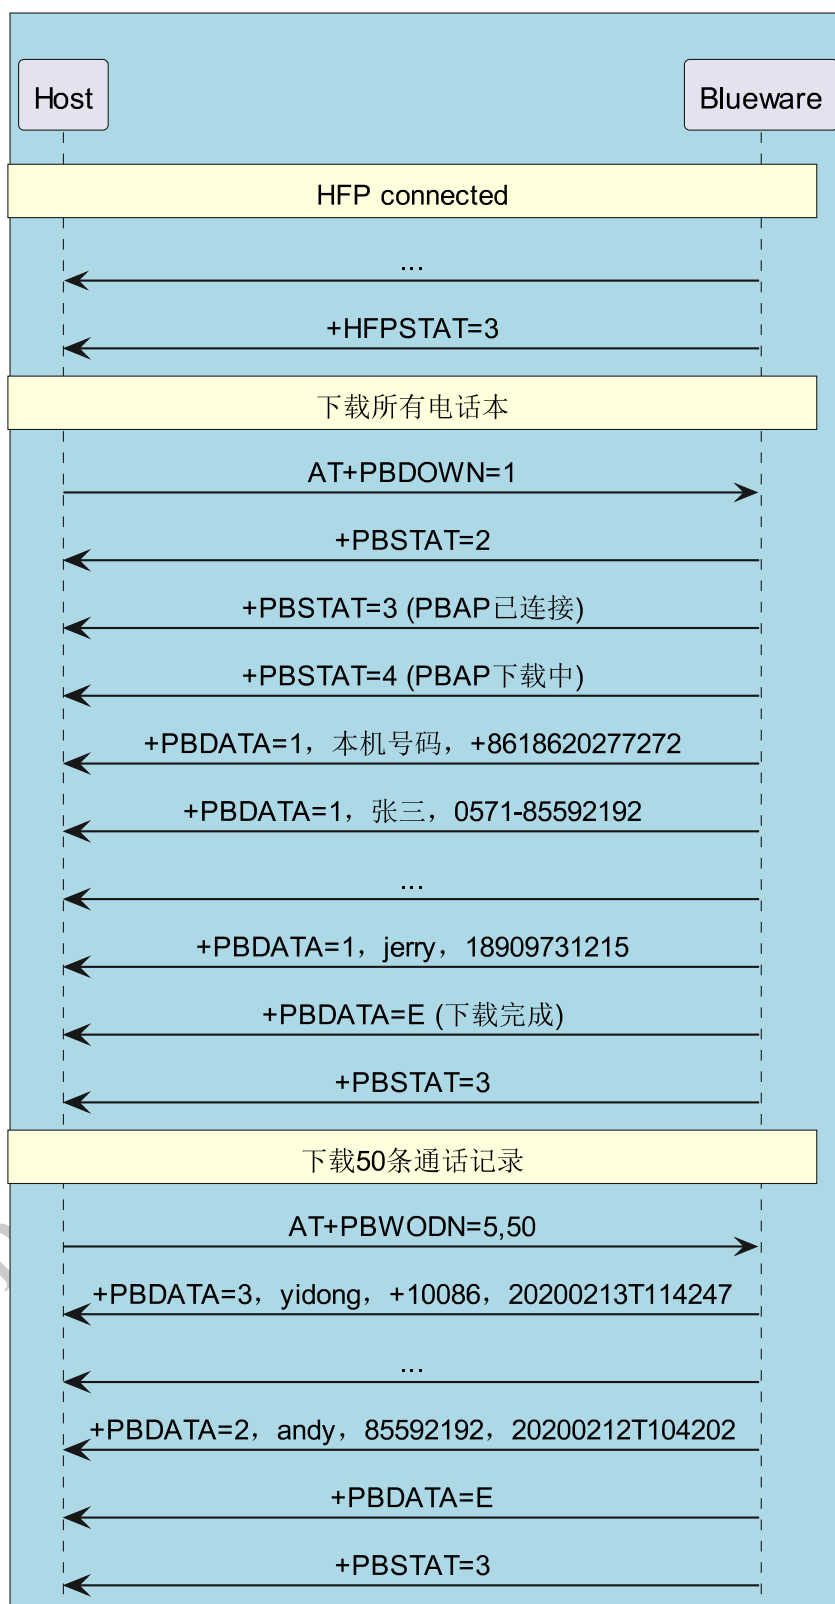 Host
Blueware
HFP connected
...
+HFPSTAT=3
下载所有电话本
AT+PBDOWN=1
+PBSTAT=2
+PBSTAT=3 (PBAP已连接)
+PBSTAT=4 (PBAP下载中)
+PBDATA=1，本机号码，+8618620277272
+PBDATA=1，张三，0571-85592192
...
+PBDATA=1，jerry，18909731215
+PBDATA=E (下载完成)
+PBSTAT=3
下载50条通话记录
AT+PBWODN=5,50
+PBDATA=3，yidong，+10086，20200213T114247
...
+PBDATA=2，andy，85592192，20200212T104202
+PBDATA=E
+PBSTAT=3